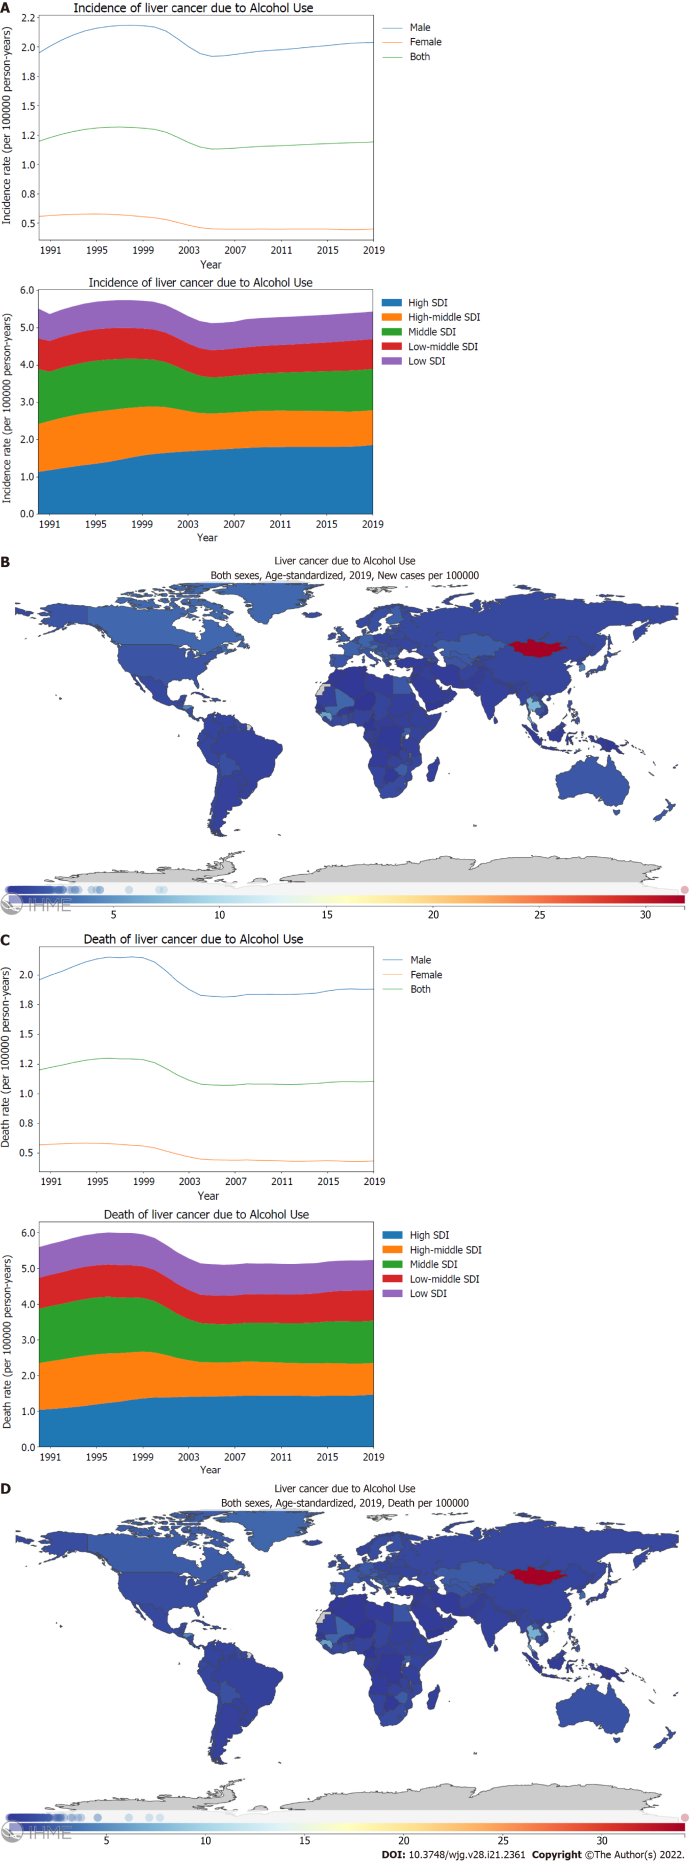 A
Incidence of liver cancer due to Alcohol Use
Incidence rate (per 100000 person-years)
2.2
2.0
1.8
1.5
1.2
1.0
0.8
0.5
1991 1995 1999 2003 2007 2011 2015 2019
Year
Male
Female
Both
Incidence of liver cancer due to Alcohol Use
Incidence rate (per 100000 person-years)
6.0
5.0
4.0
3.0
2.0
1.0
0.0
1991 1995 1999 2003 2007 2011 2015 2019
Year
High SDI
High-middle SDI
Middle SDI
Low-middle SDI
Low SDI
B
Liver cancer due to Alcohol Use
Both sexes, Age-standardized, 2019, New cases per 100000
IHME
5 10 15 20 25 30
C
Death of liver cancer due to Alcohol Use
Death rate (per 100000 person-years)
2.0
1.8
1.5
1.2
1.0
0.8
0.5
1991 1995 1999 2003 2007 2011 2015 2019
Year
Male
Female
Both
Death of liver cancer due to Alcohol Use
Death rate (per 100000 person-years)
6.0
5.0
4.0
3.0
2.0
1.0
0.0
1991 1995 1999 2003 2007 2011 2015 2019
Year
High SDI
High-middle SDI
Middle SDI
Low-middle SDI
Low SDI
D
Liver cancer due to Alcohol Use
Both sexes, Age-standardized, 2019, Death per 100000
IHME
5 10 15 20 25 30
DOI: 10.3748/wjg.v28.i21.2361 Copyright ©The Author(s) 2022.